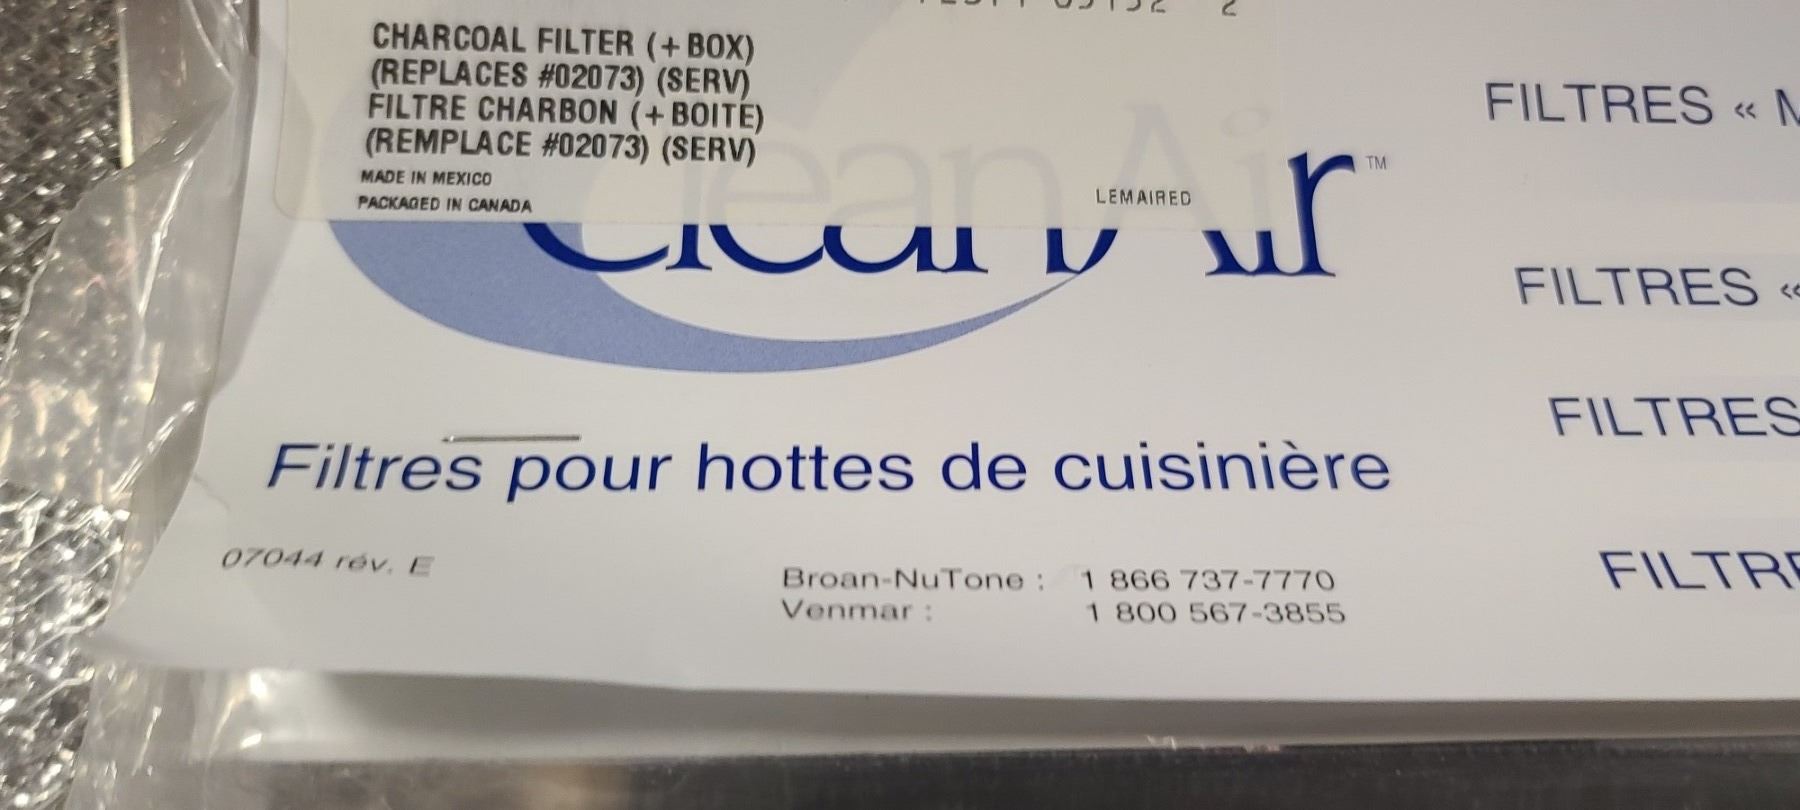 CHARCOAL FILTER (+ BOX)
(REPLACES #02073) (SERV)
FILTRE CHARBON (+ BOITE)
(REMPLACE #02073) (SERV)
MADE IN MEXICO
PACKAGED IN CANADA
LEMAIRED
CleanAir™
Filtres pour hottes de cuisinière
07044 rév. E
Broan-NuTone : 1 866 737-7770
Venmar : 1 800 567-3855
FILTRES « M
FILTRES «
FILTRES
FILTR